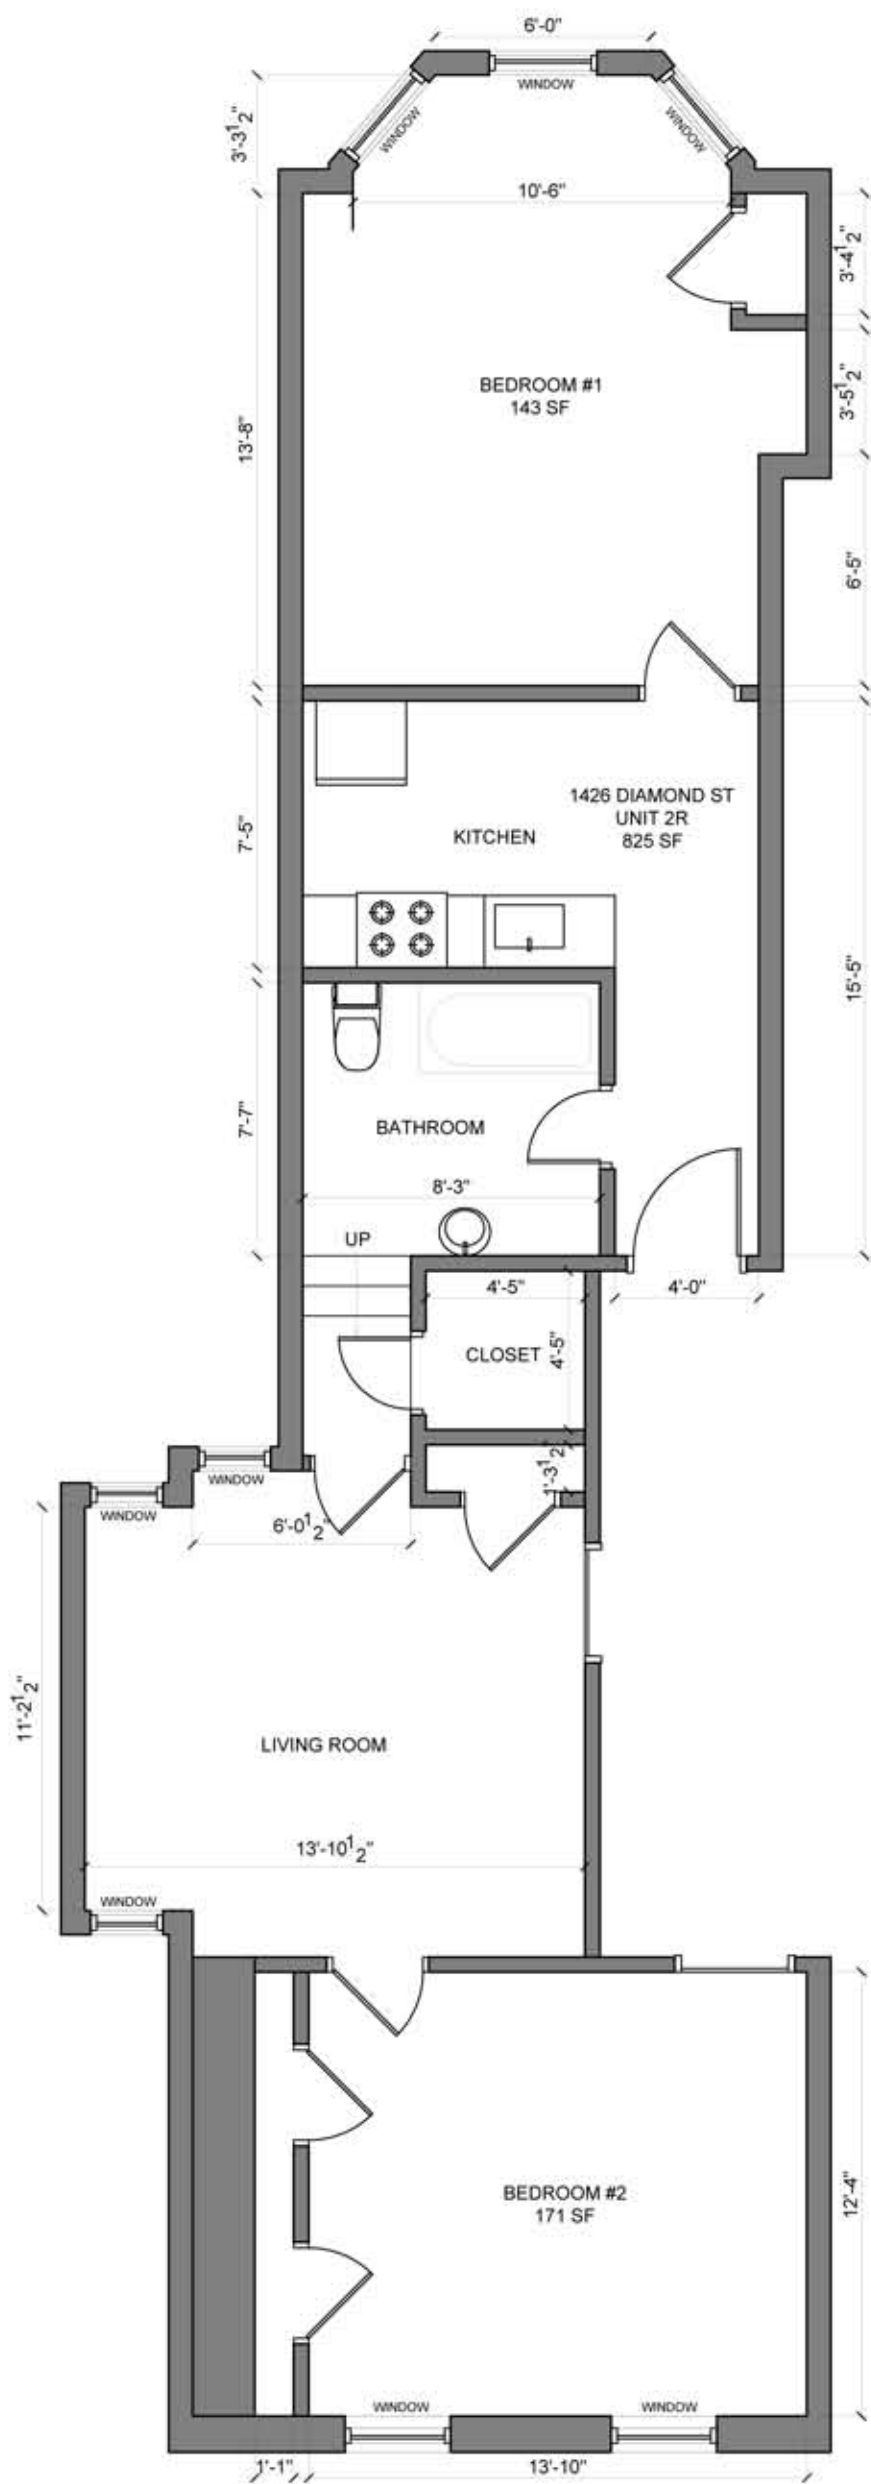 6'-0"
WINDOW
WINDOW
WINDOW
3'-3 1/2"
10'-6"
3'-4 1/2"
BEDROOM #1
143 SF
3'-5 1/2"
13'-8"
6'-5"
1426 DIAMOND ST
UNIT 2R
825 SF
KITCHEN
7'-5"
15'-5"
BATHROOM
7'-7"
8'-3"
UP
4'-5"
4'-0"
CLOSET
4'-5"
1'-3 1/2"
WINDOW
WINDOW
6'-0 1/2"
11'-2 1/2"
LIVING ROOM
13'-10 1/2"
WINDOW
BEDROOM #2
171 SF
12'-4"
WINDOW
WINDOW
1'-1"
13'-10"